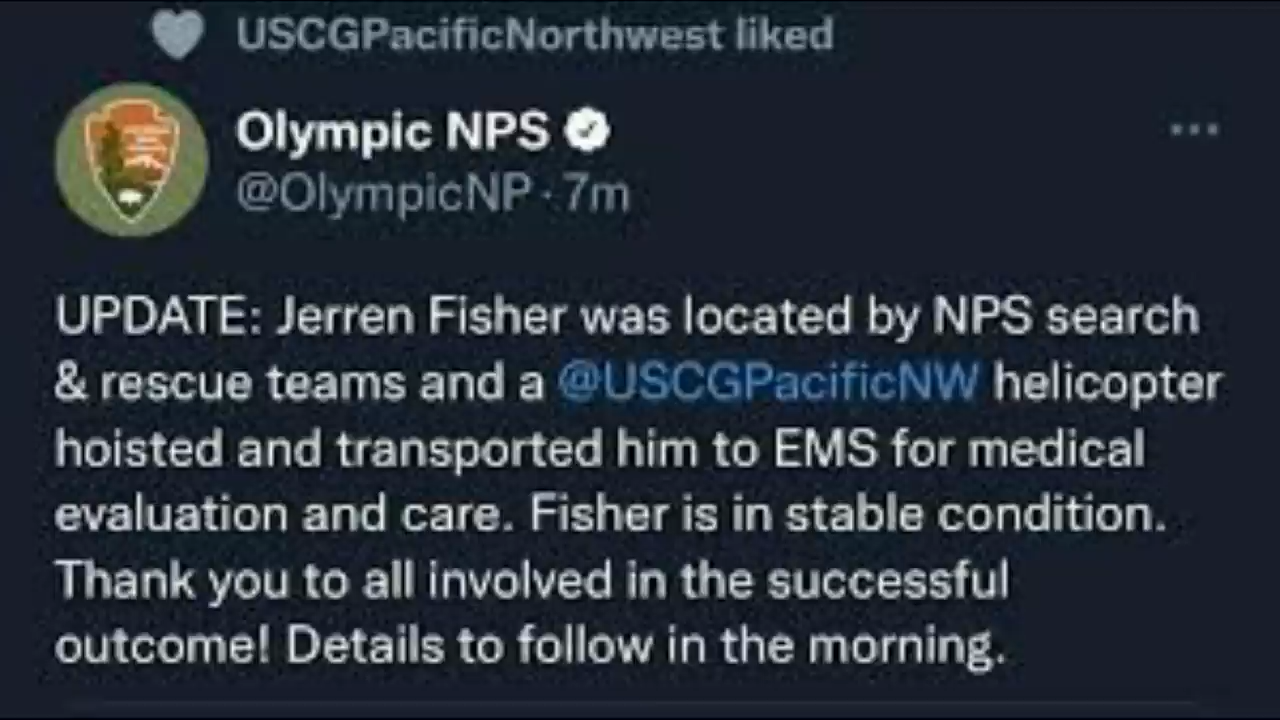 USCGPacificNorthwest liked
Olympic NPS
@OlympicNP · 7m
UPDATE: Jerren Fisher was located by NPS search
& rescue teams and a @USCGPacificNW helicopter
hoisted and transported him to EMS for medical
evaluation and care. Fisher is in stable condition.
Thank you to all involved in the successful
outcome! Details to follow in the morning.